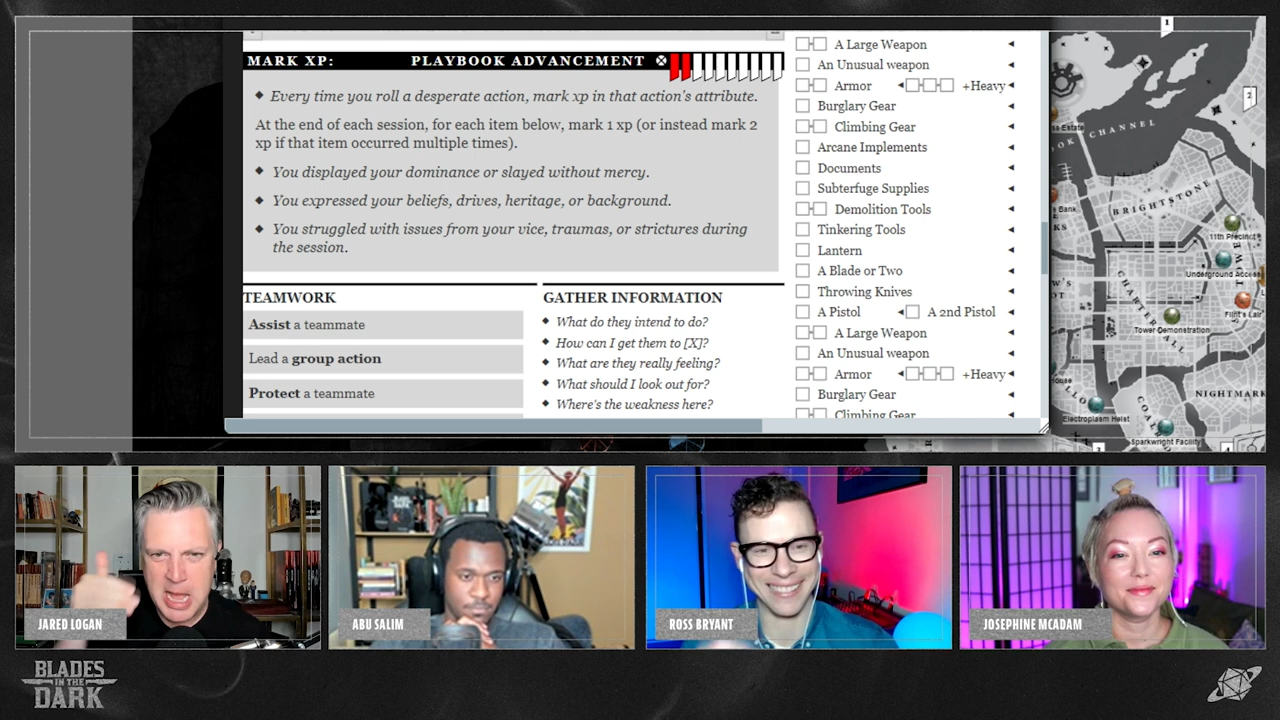 MARK XP:
PLAYBOOK ADVANCEMENT
Every time you roll a desperate action, mark xp in that action's attribute.
At the end of each session, for each item below, mark 1 xp (or instead mark 2
xp if that item occurred multiple times).
You displayed your dominance or slayed without mercy.
You expressed your beliefs, drives, heritage, or background.
You struggled with issues from your vice, traumas, or strictures during
the session.
TEAMWORK
Assist a teammate
Lead a group action
Protect a teammate
GATHER INFORMATION
What do they intend to do?
How can I get them to [X]?
What are they really feeling?
What should I look out for?
Where's the weakness here?
A Large Weapon
An Unusual weapon
Armor +Heavy
Burglary Gear
Climbing Gear
Arcane Implements
Documents
Subterfuge Supplies
Demolition Tools
Tinkering Tools
Lantern
A Blade or Two
Throwing Knives
A Pistol A 2nd Pistol
A Large Weapon
An Unusual weapon
Armor +Heavy
Burglary Gear
Climbing Gear
1
2
CHANNEL
BRIGHTSTONE
11th Precinct
Underground Access
Flint's Lair
Tower Demonstration
CHARTERHALL
NIGHTMARK
Electroplasm Heist
Sparkwright Facility
3
4
JARED LOGAN
ABU SALIM
ROSS BRYANT
JOSEPHINE MCADAM
BLADES
IN THE
DARK